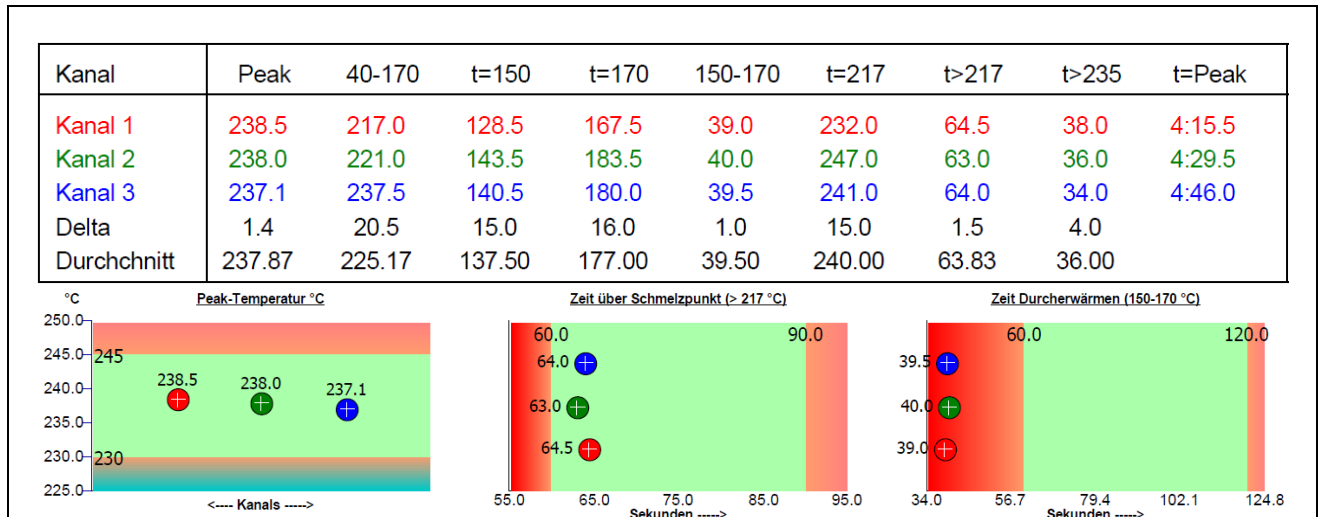 Kanal Peak 40-170 t=150 t=170 150-170 t=217 t>217 t>235 t=Peak
Kanal 1 238.5 217.0 128.5 167.5 39.0 232.0 64.5 38.0 4:15.5
Kanal 2 238.0 221.0 143.5 183.5 40.0 247.0 63.0 36.0 4:29.5
Kanal 3 237.1 237.5 140.5 180.0 39.5 241.0 64.0 34.0 4:46.0
Delta 1.4 20.5 15.0 16.0 1.0 15.0 1.5 4.0
Durchchnitt 237.87 225.17 137.50 177.00 39.50 240.00 63.83 36.00
°C Peak-Temperatur °C
250.0
245.0
240.0
235.0
230.0
225.0
245
238.5 238.0 237.1
230
<---- Kanals ----->
Zeit über Schmelzpunkt (> 217 °C)
60.0 90.0
64.0
63.0
64.5
55.0 65.0 75.0 85.0 95.0
Sekunden ----->
Zeit Durcherwärmen (150-170 °C)
60.0 120.0
39.5
40.0
39.0
34.0 56.7 79.4 102.1 124.8
Sekunden ----->